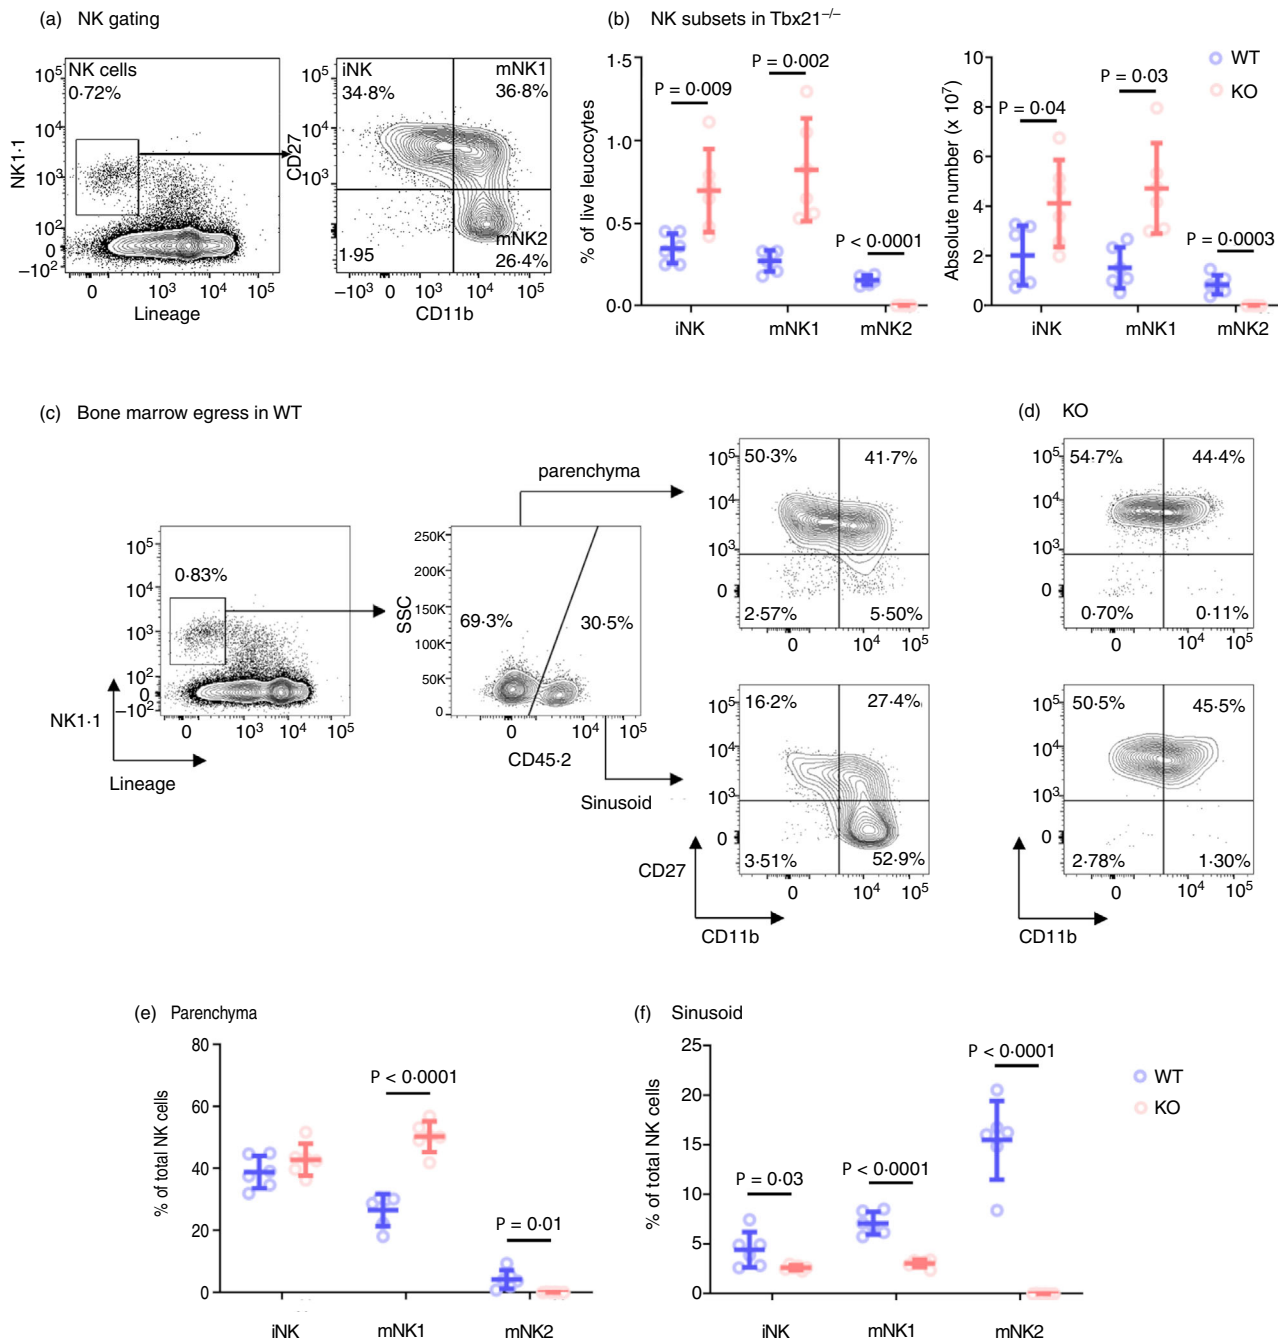 (a) NK gating
NK cells
0·72%
10⁵
10⁴
10³
10²
0
−10²
NK1·1
0 10³ 10⁴ 10⁵
Lineage
iNK
34·8%
mNK1
36·8%
mNK2
26·4%
1·95
10⁵
10⁴
10³
0
CD27
−10³ 0 10³ 10⁴ 10⁵
CD11b
(b) NK subsets in Tbx21⁻/⁻
1·5
1·0
0·5
0·0
% of live leucocytes
P = 0·009
P = 0·002
P < 0·0001
iNK mNK1 mNK2
10
8
6
4
2
0
Absolute number (x 10⁷)
P = 0·04
P = 0·03
P = 0·0003
iNK mNK1 mNK2
WT
KO
(c) Bone marrow egress in WT
0·83%
10⁵
10⁴
10³
10²
0
−10²
0 10³ 10⁴ 10⁵
NK1·1
Lineage
parenchyma
250K
200K
150K
100K
50K
0
SSC
69·3% 30·5%
0 10³ 10⁴ 10⁵
CD45·2
Sinusoid
50·3% 41·7%
2·57% 5·50%
10⁵
10⁴
10³
0
0 10⁴ 10⁵
16·2% 27·4%
3·51% 52·9%
10⁵
10⁴
10³
0
0 10⁴ 10⁵
CD27
CD11b
(d) KO
54·7% 44·4%
0·70% 0·11%
10⁵
10⁴
10³
0
0 10⁴ 10⁵
50·5% 45·5%
2·78% 1·30%
10⁵
10⁴
10³
0
0 10⁴ 10⁵
CD11b
(e) Parenchyma
80
60
40
20
0
% of total NK cells
P < 0·0001
P = 0·01
iNK mNK1 mNK2
(f) Sinusoid
25
20
15
10
5
0
% of total NK cells
P = 0·03
P < 0·0001
P < 0·0001
iNK mNK1 mNK2
WT
KO